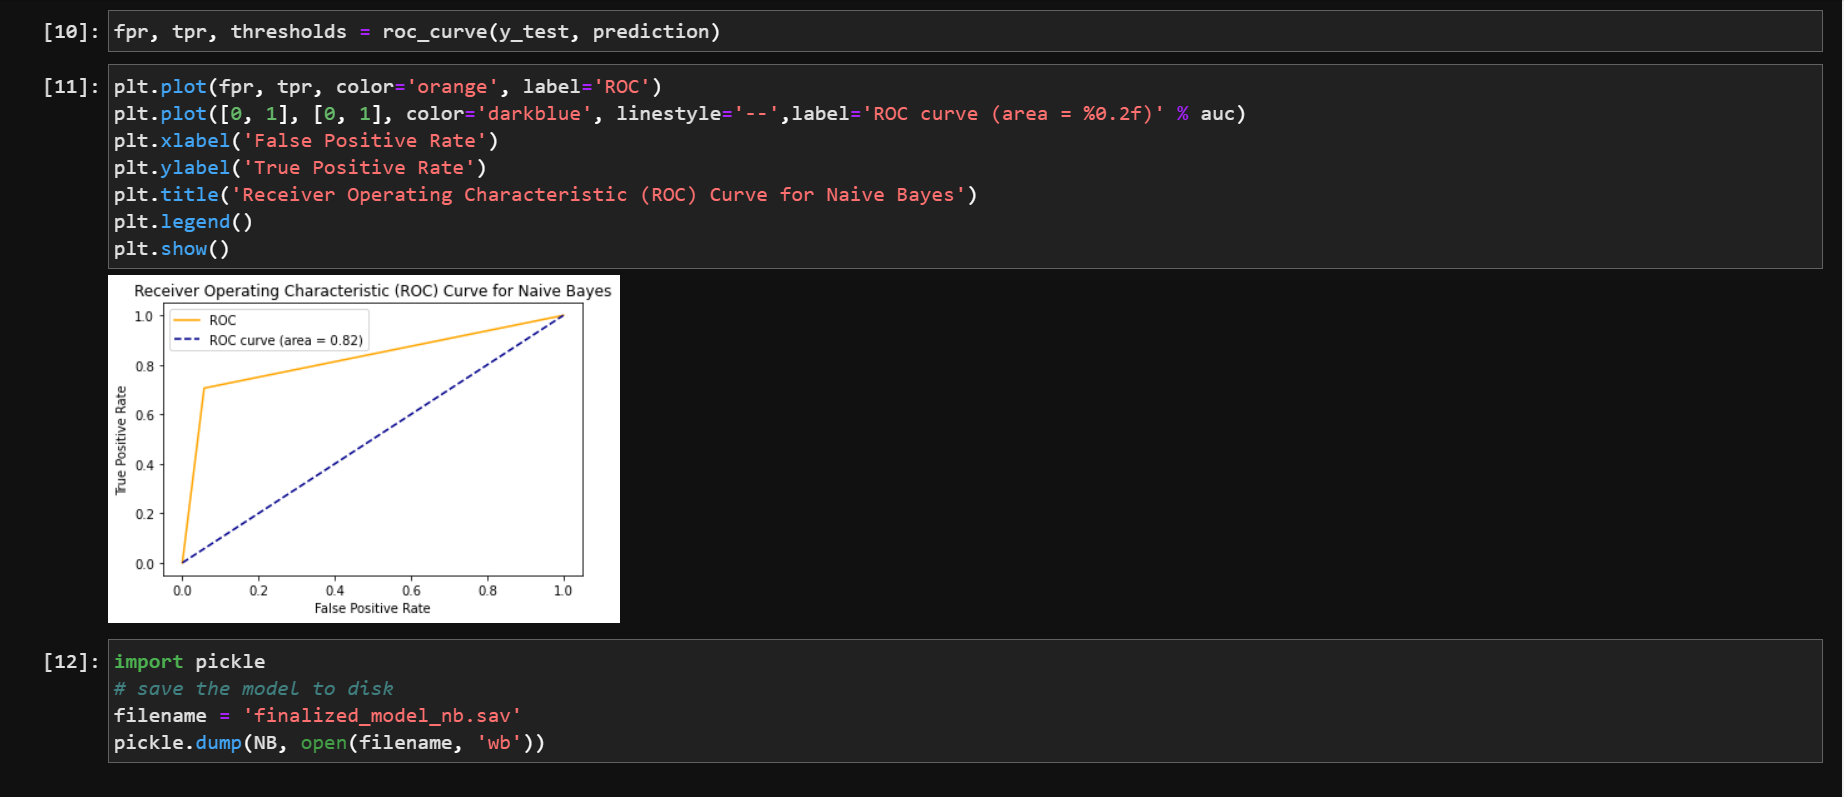 [10]: fpr, tpr, thresholds = roc_curve(y_test, prediction)
[11]: plt.plot(fpr, tpr, color='orange', label='ROC')
plt.plot([0, 1], [0, 1], color='darkblue', linestyle='--',label='ROC curve (area = %0.2f)' % auc)
plt.xlabel('False Positive Rate')
plt.ylabel('True Positive Rate')
plt.title('Receiver Operating Characteristic (ROC) Curve for Naive Bayes')
plt.legend()
plt.show()
Receiver Operating Characteristic (ROC) Curve for Naive Bayes
ROC
ROC curve (area = 0.82)
1.0
0.8
0.6
0.4
0.2
0.0
True Positive Rate
0.0 0.2 0.4 0.6 0.8 1.0
False Positive Rate
[12]: import pickle
# save the model to disk
filename = 'finalized_model_nb.sav'
pickle.dump(NB, open(filename, 'wb'))